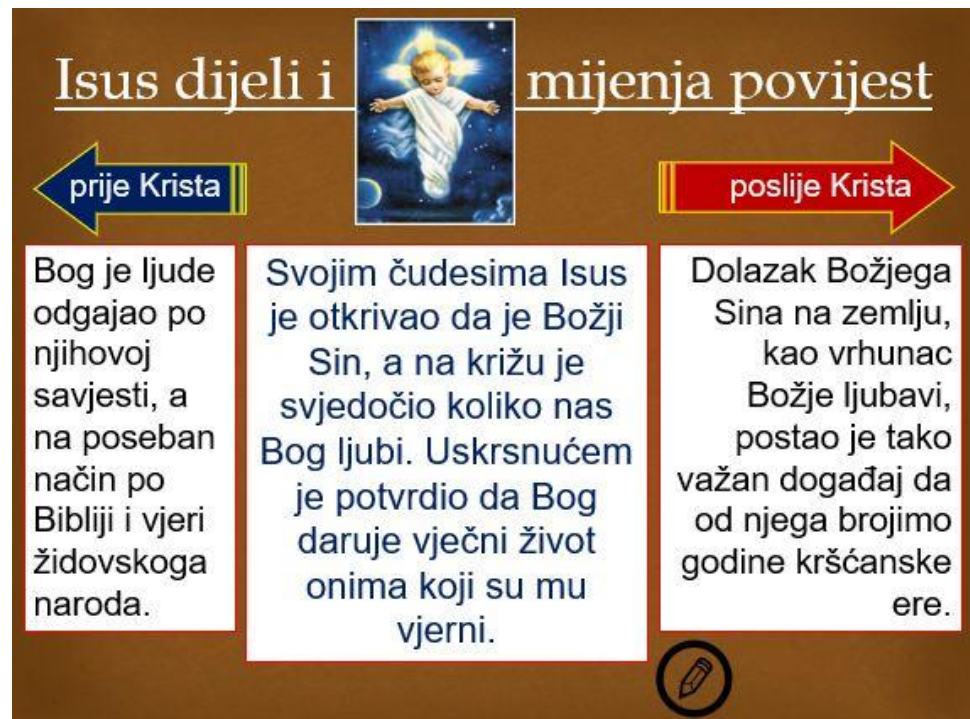 Isus dijeli i mijenja povijest
prije Krista
poslije Krista
Bog je ljude
odgajao po
njihovoj
savjesti, a
na poseban
način po
Bibliji i vjeri
židovskoga
naroda.
Svojim čudesima Isus
je otkrivao da je Božji
Sin, a na križu je
svjedočio koliko nas
Bog ljubi. Uskrsnućem
je potvrdio da Bog
daruje vječni život
onima koji su mu
vjerni.
Dolazak Božjega
Sina na zemlju,
kao vrhunac
Božje ljubavi,
postao je tako
važan događaj da
od njega brojimo
godine kršćanske
ere.